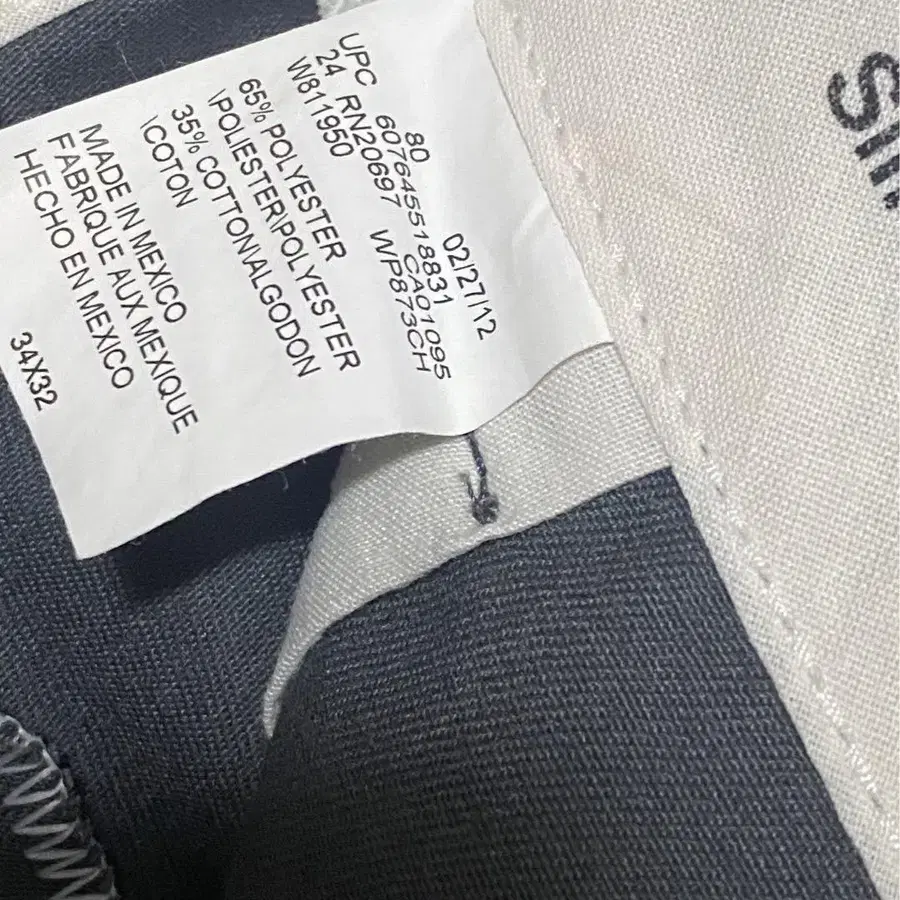 80 02/27/12
UPC 607645518831
24 RN20697 CA01095
W811950 WP873CH
65% POLYESTER
\POLIESTER\POLYESTER
35% COTTON\ALGODON
\COTON
MADE IN MEXICO
FABRIQUE AUX MEXIQUE
HECHO EN MEXICO
34X32